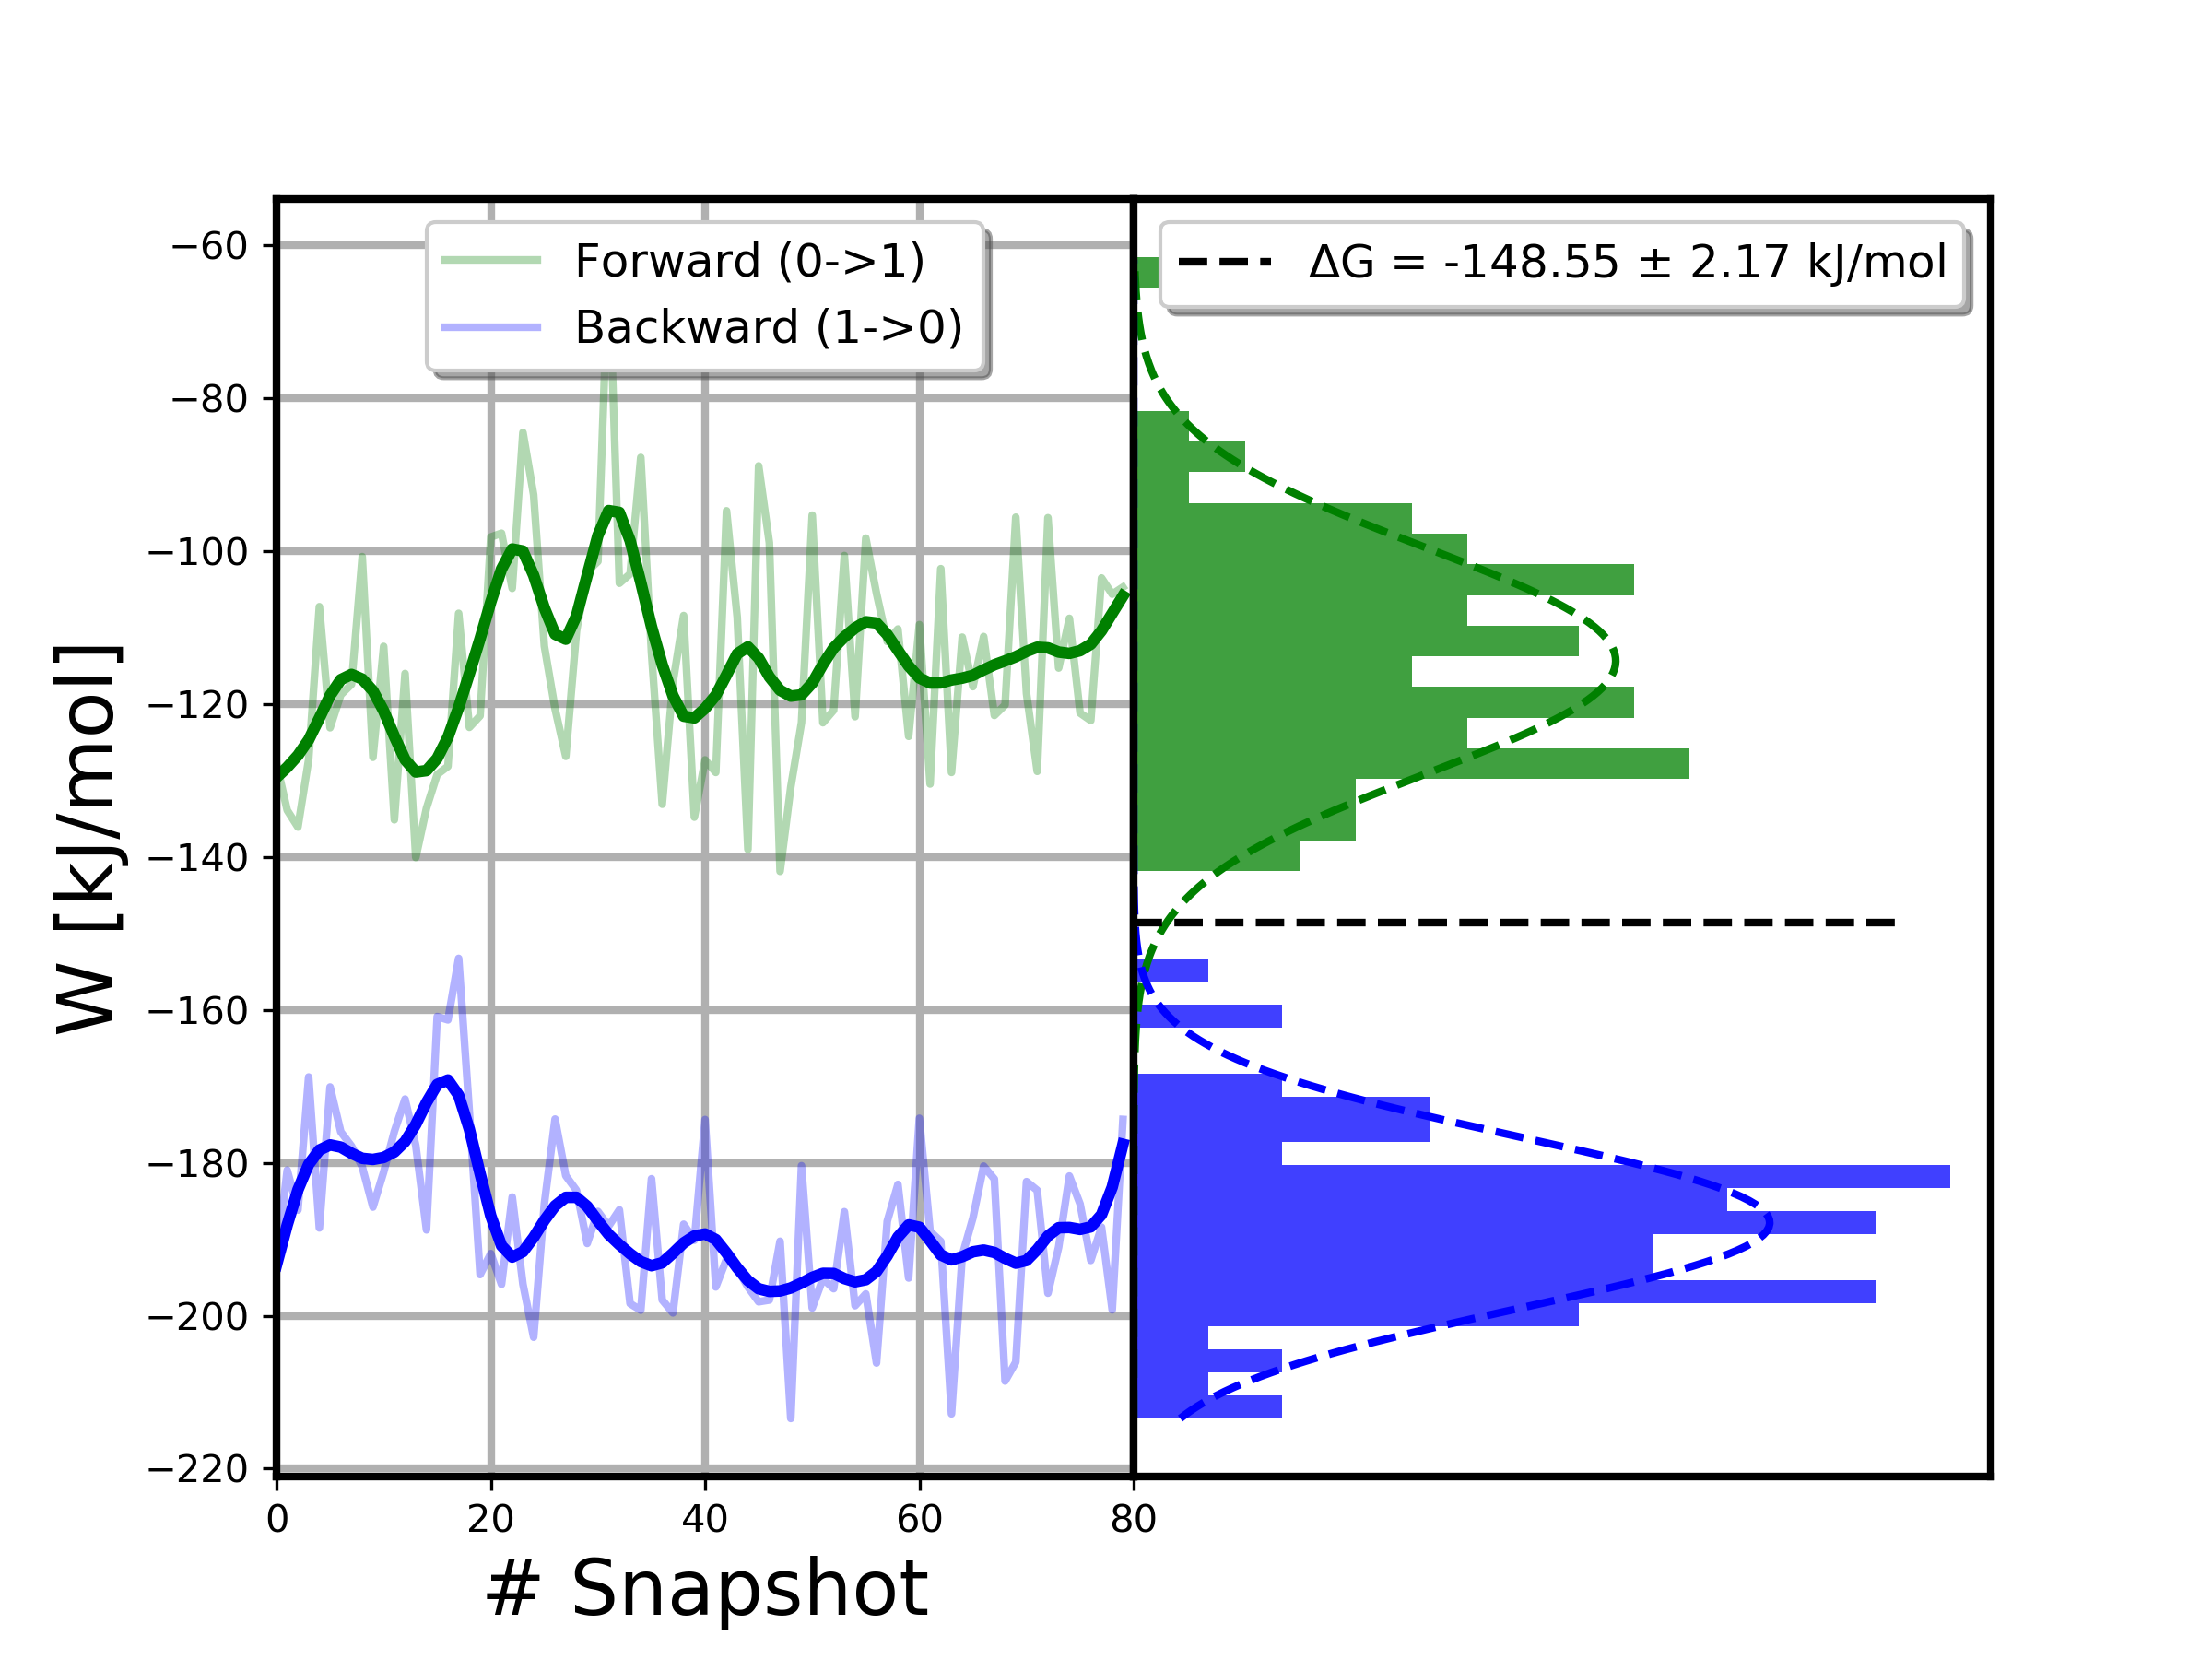 Forward (0->1)
Backward (1->0)
ΔG = -148.55 ± 2.17 kJ/mol
W [kJ/mol]
−60
−80
−100
−120
−140
−160
−180
−200
−220
0 20 40 60 80
# Snapshot